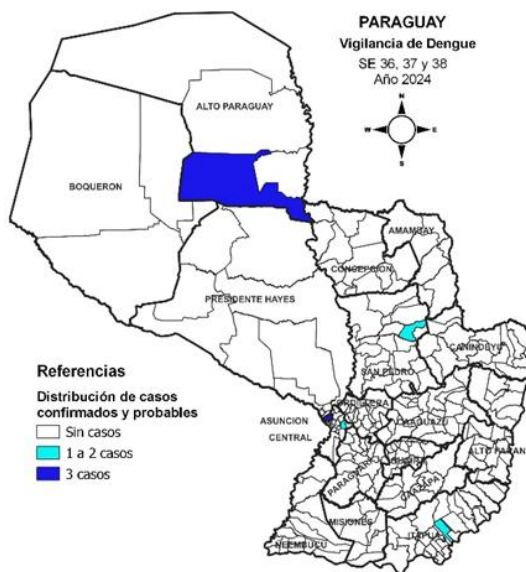 PARAGUAY
Vigilancia de Dengue
SE 36, 37 y 38
Año 2024
N
W
E
S
ALTO PARAGUAY
BOQUERON
AMAMBAY
CONCEPCION
PRESIDENTE HAYES
CANINDEYU
SAN PEDRO
CORDILLERA
ASUNCION
CAAGUAZU
CENTRAL
ALTO PARANA
GUAIRA
PARAGUARI
CAAZAPA
MISIONES
ITAPUA
ÑEEMBUCU
Referencias
Distribución de casos
confirmados y probables
Sin casos
1 a 2 casos
3 casos